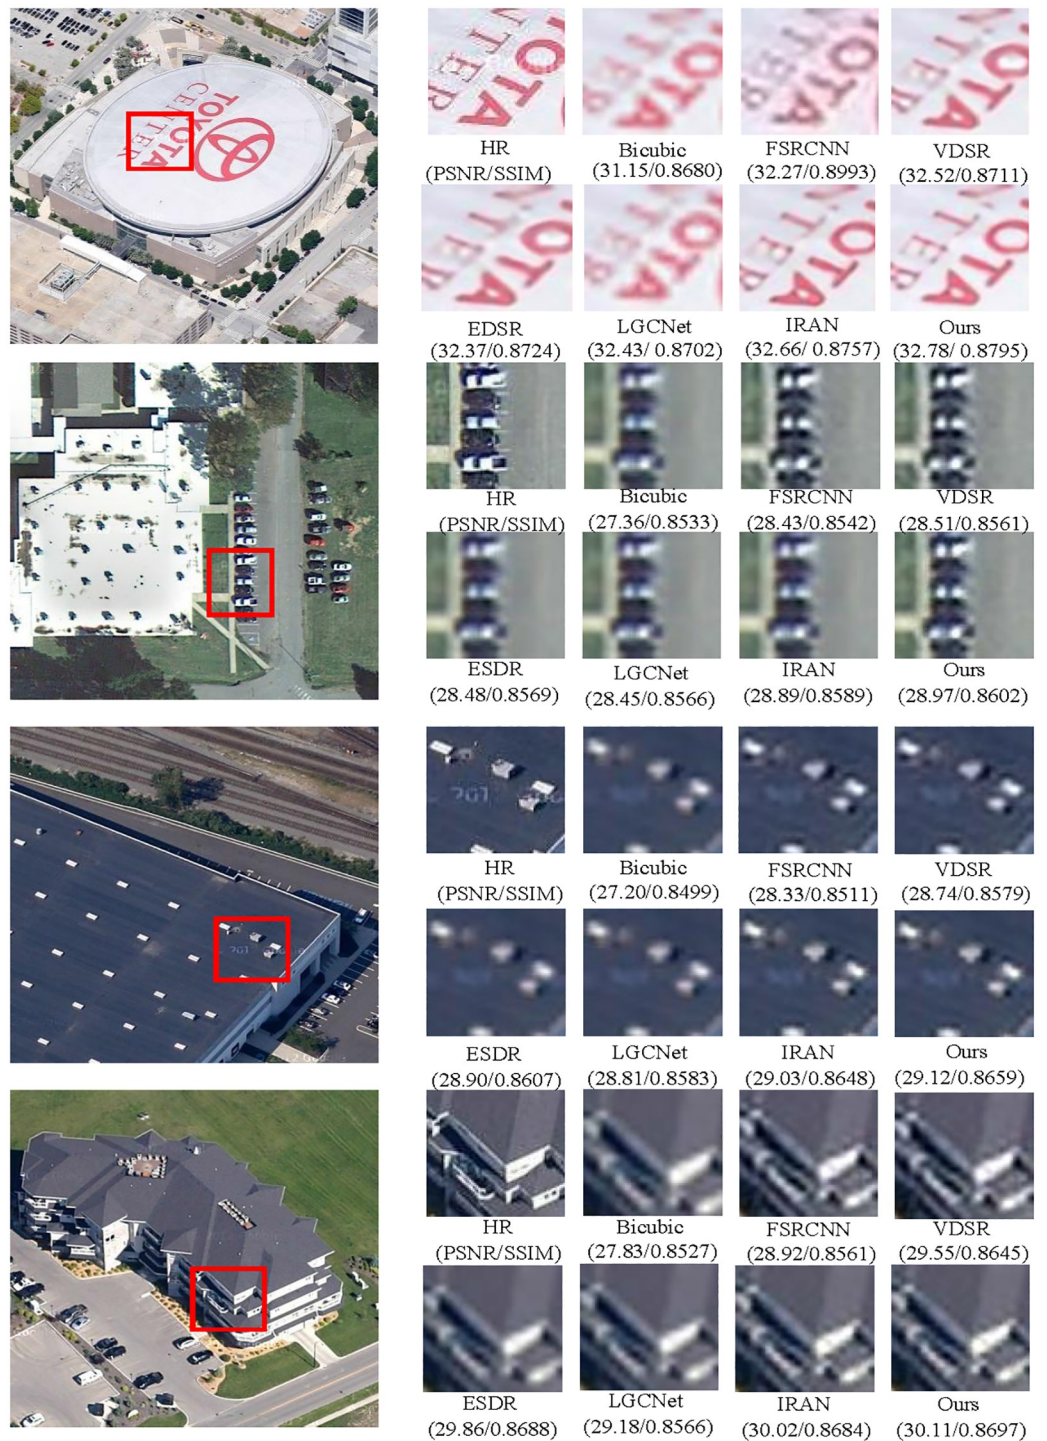 TOYOTA
CENTER
HR
(PSNR/SSIM)
Bicubic
(31.15/0.8680)
FSRCNN
(32.27/0.8993)
VDSR
(32.52/0.8711)
EDSR
(32.37/0.8724)
LGCNet
(32.43/ 0.8702)
IRAN
(32.66/ 0.8757)
Ours
(32.78/ 0.8795)
HR
(PSNR/SSIM)
Bicubic
(27.36/0.8533)
FSRCNN
(28.43/0.8542)
VDSR
(28.51/0.8561)
ESDR
(28.48/0.8569)
LGCNet
(28.45/0.8566)
IRAN
(28.89/0.8589)
Ours
(28.97/0.8602)
HR
(PSNR/SSIM)
Bicubic
(27.20/0.8499)
FSRCNN
(28.33/0.8511)
VDSR
(28.74/0.8579)
ESDR
(28.90/0.8607)
LGCNet
(28.81/0.8583)
IRAN
(29.03/0.8648)
Ours
(29.12/0.8659)
HR
(PSNR/SSIM)
Bicubic
(27.83/0.8527)
FSRCNN
(28.92/0.8561)
VDSR
(29.55/0.8645)
ESDR
(29.86/0.8688)
LGCNet
(29.18/0.8566)
IRAN
(30.02/0.8684)
Ours
(30.11/0.8697)